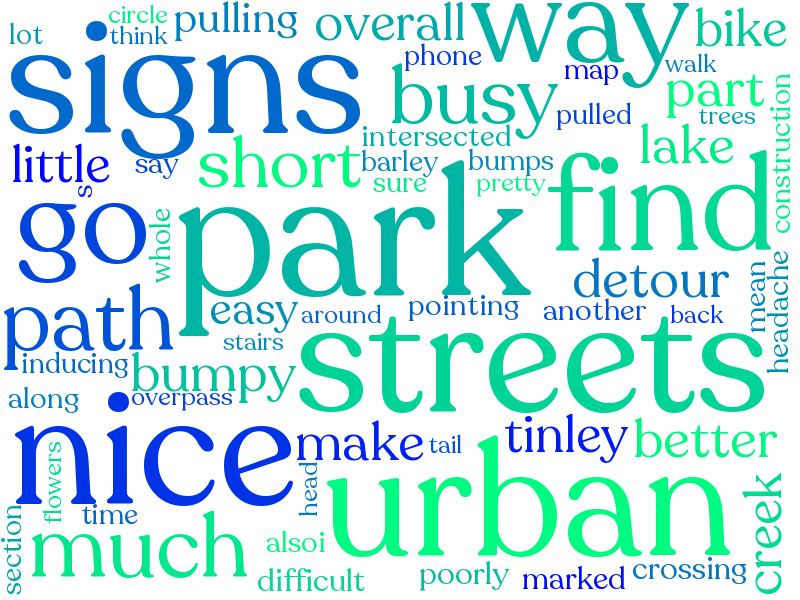 circle
lot
think
pulling
overall
way
bike
signs
phone
map
walk
busy
part
pulled
trees
construction
intersected
little
say
s
short
barley
bumps
lake
sure
pretty
find
go
whole
park
path
easy
around
pointing
detour
another
back
mean
headache
stairs
streets
inducing
bumpy
along
overpass
nice
make
tail
tinley
better
urban
head
flowers
time
section
much
alsoi
difficult
poorly
marked
crossing
creek